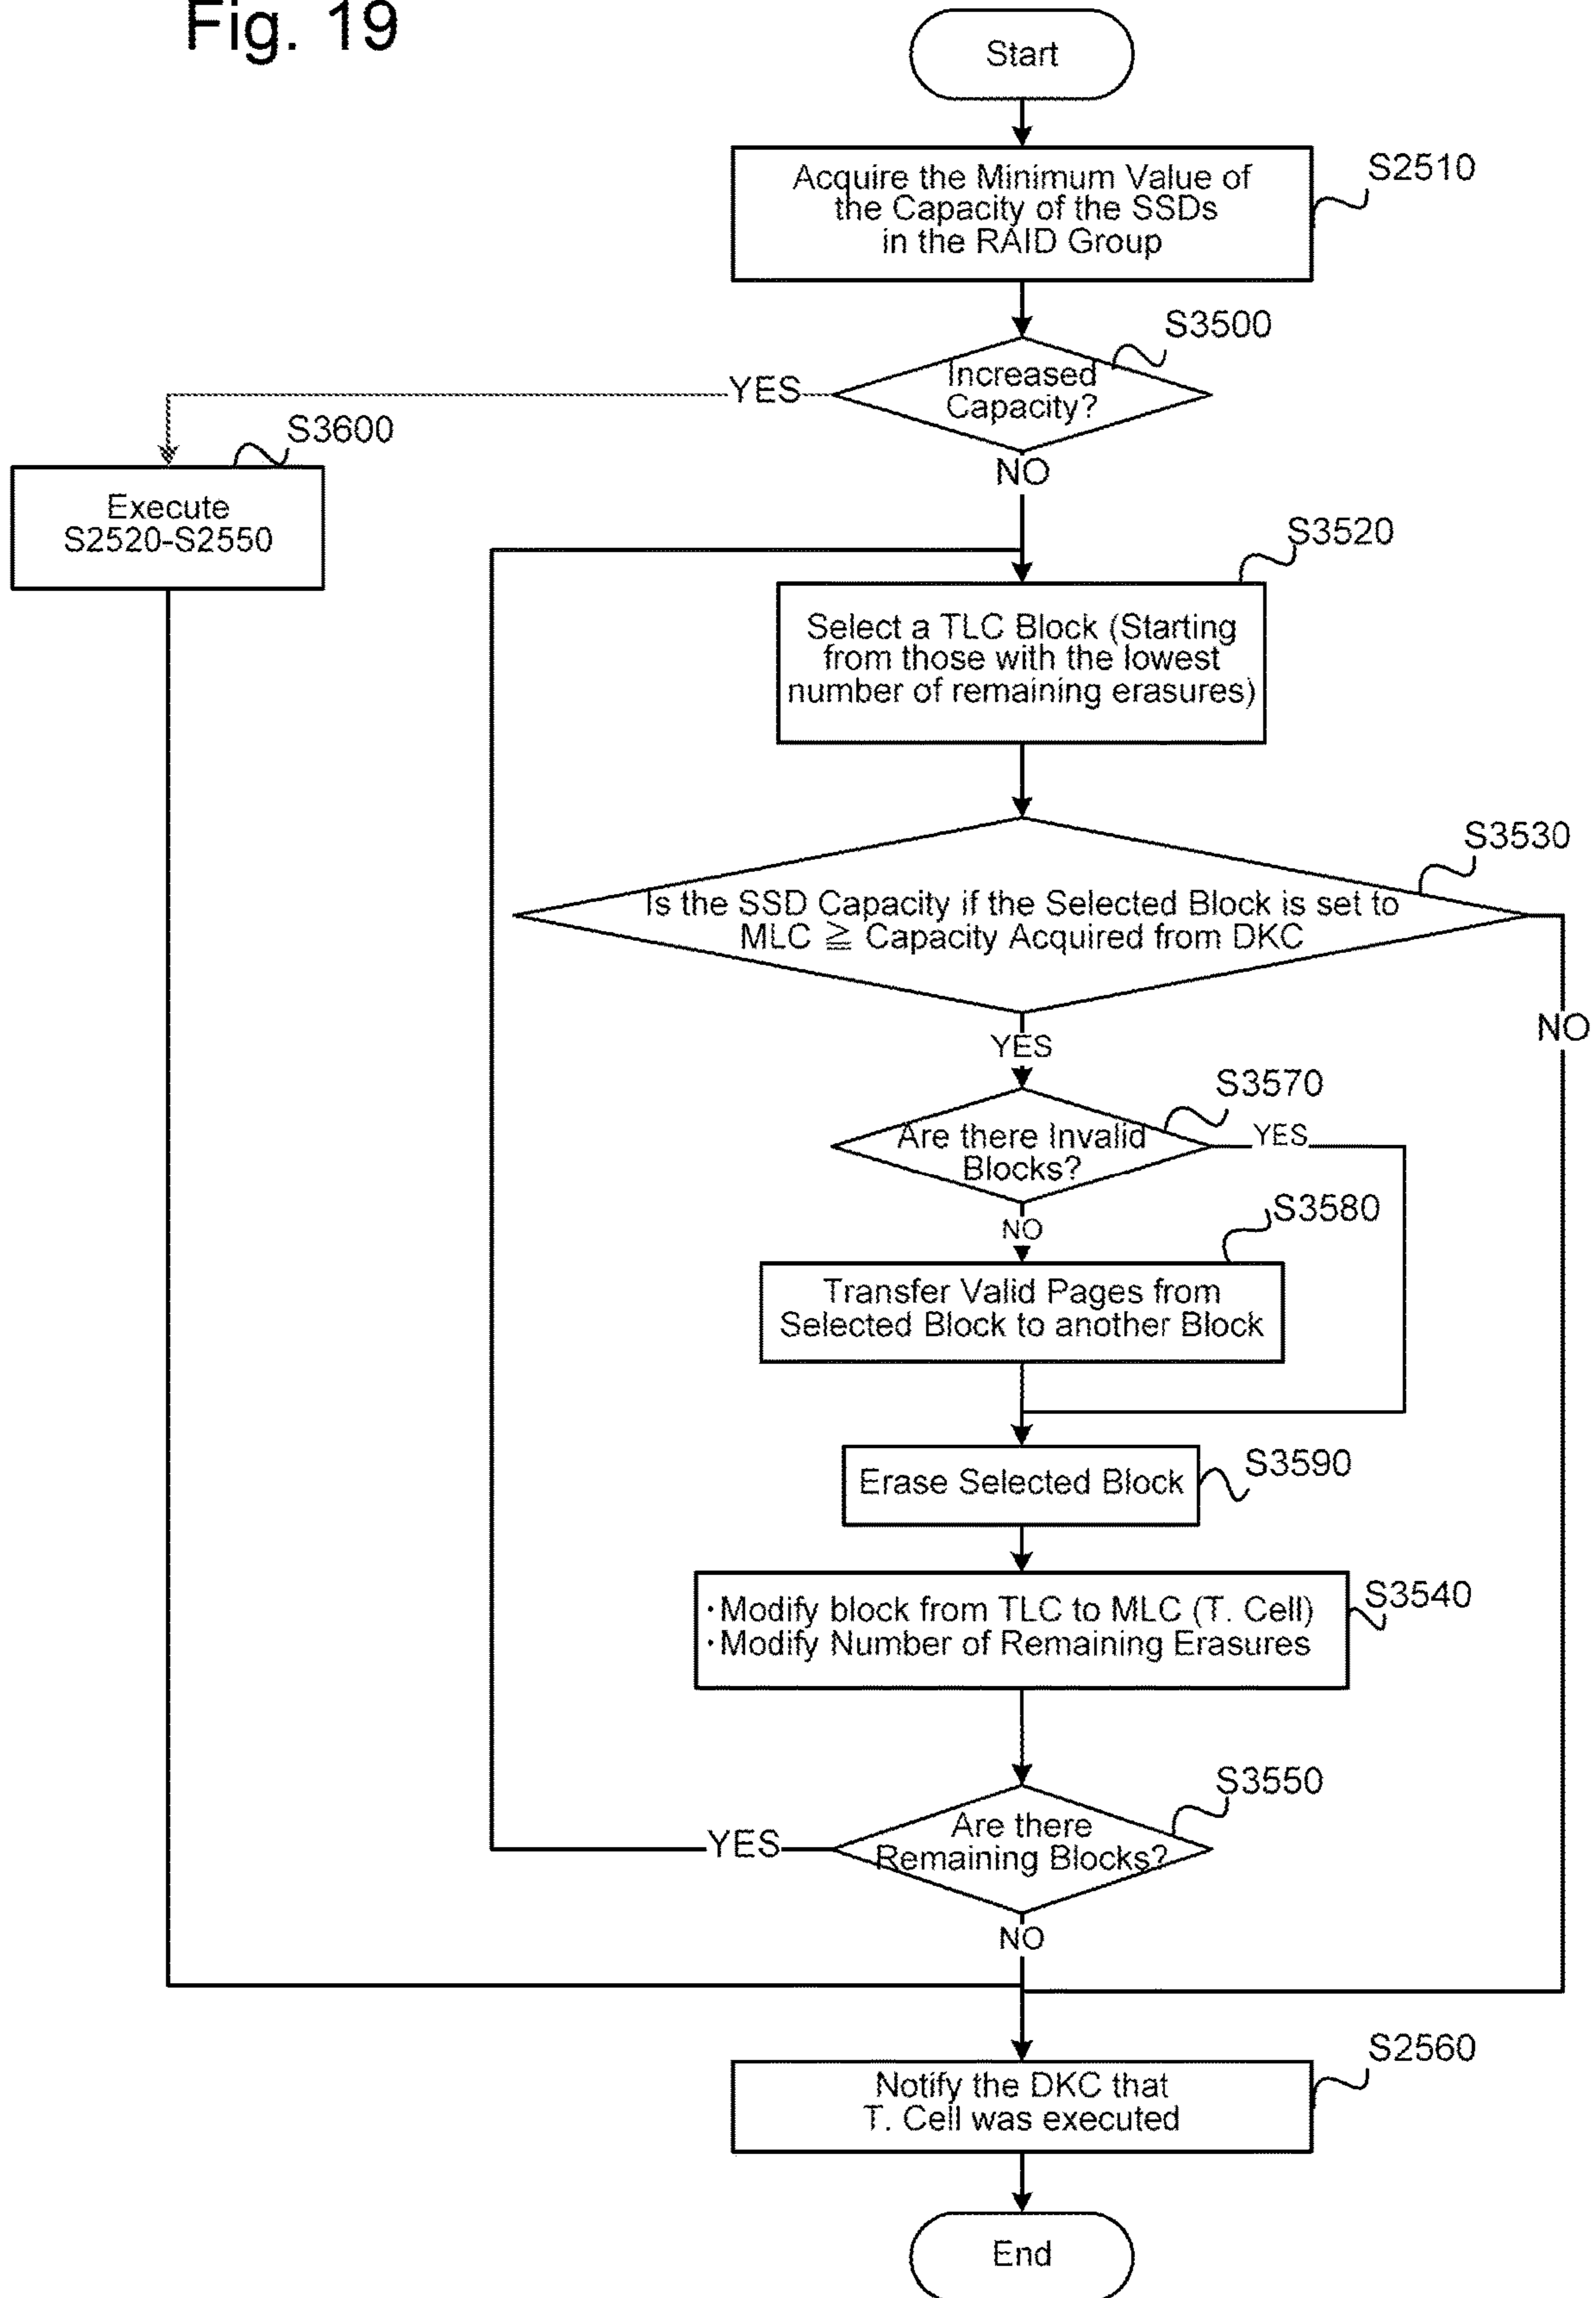 Fig. 19
Start
Acquire the Minimum Value of
the Capacity of the SSDs
in the RAID Group
S2510
S3500
Increased
Capacity?
YES
NO
S3600
Execute
S2520-S2550
S3520
Select a TLC Block (Starting
from those with the lowest
number of remaining erasures)
S3530
Is the SSD Capacity if the Selected Block is set to
MLC ≧ Capacity Acquired from DKC
NO
YES
S3570
Are there Invalid
Blocks?
YES
NO
S3580
Transfer Valid Pages from
Selected Block to another Block
Erase Selected Block
S3590
・Modify block from TLC to MLC (T. Cell)
・Modify Number of Remaining Erasures
S3540
S3550
Are there
Remaining Blocks?
YES
NO
S2560
Notify the DKC that
T. Cell was executed
End